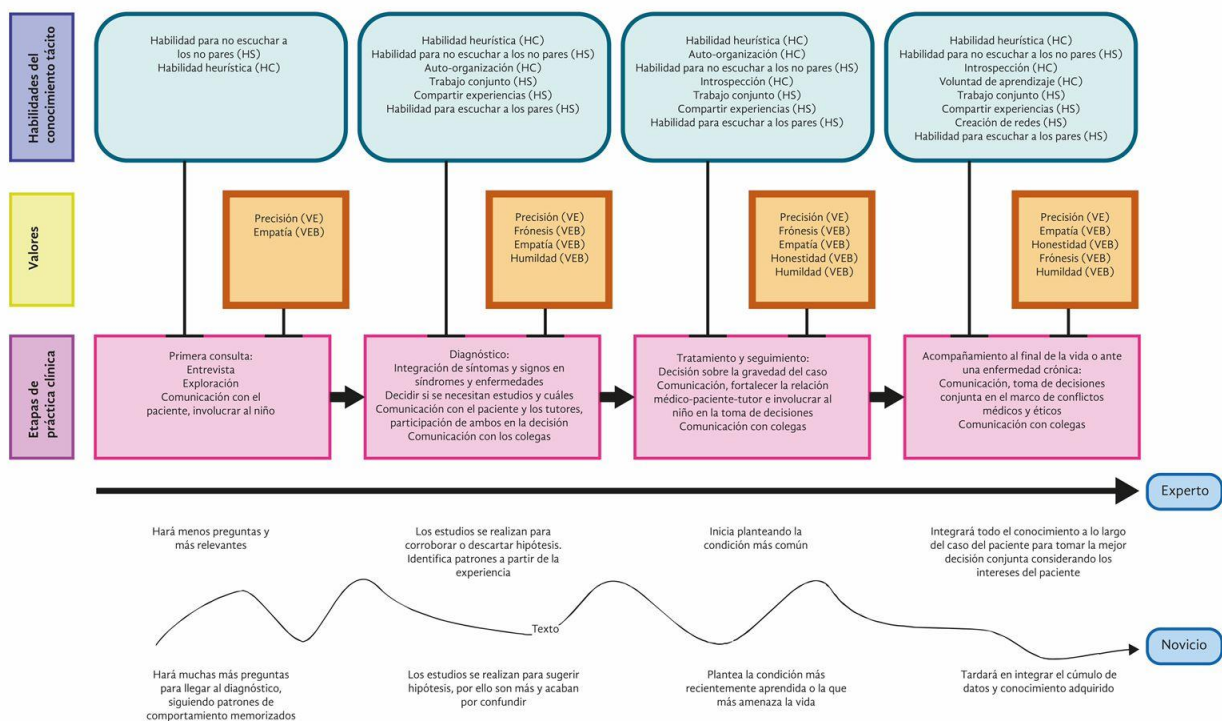 Habilidades del
conocimiento tácito
Habilidad para no escuchar a
los no pares (HS)
Habilidad heurística (HC)
Habilidad heurística (HC)
Habilidad para no escuchar a los no pares (HS)
Auto-organización (HC)
Trabajo conjunto (HS)
Compartir experiencias (HS)
Habilidad para escuchar a los pares (HS)
Habilidad heurística (HC)
Auto-organización (HC)
Habilidad para no escuchar a los no pares (HS)
Introspección (HC)
Trabajo conjunto (HS)
Compartir experiencias (HS)
Habilidad para escuchar a los pares (HS)
Habilidad heurística (HC)
Habilidad para no escuchar a los no pares (HS)
Introspección (HC)
Voluntad de aprendizaje (HC)
Trabajo conjunto (HS)
Compartir experiencias (HS)
Creación de redes (HS)
Habilidad para escuchar a los pares (HS)
Valores
Precisión (VE)
Empatía (VEB)
Precisión (VE)
Frónesis (VEB)
Empatía (VEB)
Humildad (VEB)
Precisión (VE)
Frónesis (VEB)
Empatía (VEB)
Honestidad (VEB)
Humildad (VEB)
Precisión (VE)
Empatía (VEB)
Honestidad (VEB)
Frónesis (VEB)
Humildad (VEB)
Etapas de
práctica clínica
Primera consulta:
Entrevista
Exploración
Comunicación con el
paciente, involucrar al niño
Diagnóstico:
Integración de síntomas y signos en
síndromes y enfermedades
Decidir si se necesitan estudios y cuáles
Comunicación con el paciente y los tutores,
participación de ambos en la decisión
Comunicación con los colegas
Tratamiento y seguimiento:
Decisión sobre la gravedad del caso
Comunicación, fortalecer la relación
médico-paciente-tutor e involucrar al
niño en la toma de decisiones
Comunicación con colegas
Acompañamiento al final de la vida o ante
una enfermedad crónica:
Comunicación, toma de decisiones
conjunta en el marco de conflictos
médicos y éticos
Comunicación con colegas
Experto
Hará menos preguntas y
más relevantes
Los estudios se realizan para
corroborar o descartar hipótesis.
Identifica patrones a partir de la
experiencia
Inicia planteando la
condición más común
Integrará todo el conocimiento a lo largo
del caso del paciente para tomar la mejor
decisión conjunta considerando los
intereses del paciente
Texto
Novicio
Hará muchas más preguntas
para llegar al diagnóstico,
siguiendo patrones de
comportamiento memorizados
Los estudios se realizan para sugerir
hipótesis, por ello son más y acaban
por confundir
Plantea la condición más
recientemente aprendida o la que
más amenaza la vida
Tardará en integrar el cúmulo de
datos y conocimiento adquirido